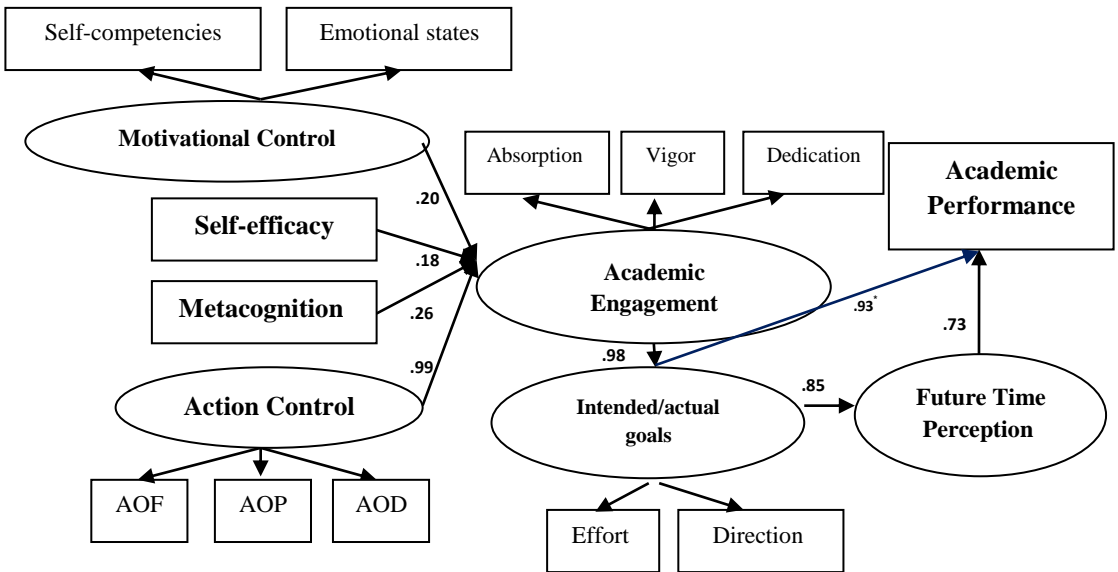 Self-competencies
Emotional states
Motivational Control
Absorption
Vigor
Dedication
Academic
Performance
.20
Self-efficacy
.18
Academic
Engagement
Metacognition
.26
.93*
.73
.99
.98
Action Control
Intended/actual
goals
.85
Future Time
Perception
AOF
AOP
AOD
Effort
Direction